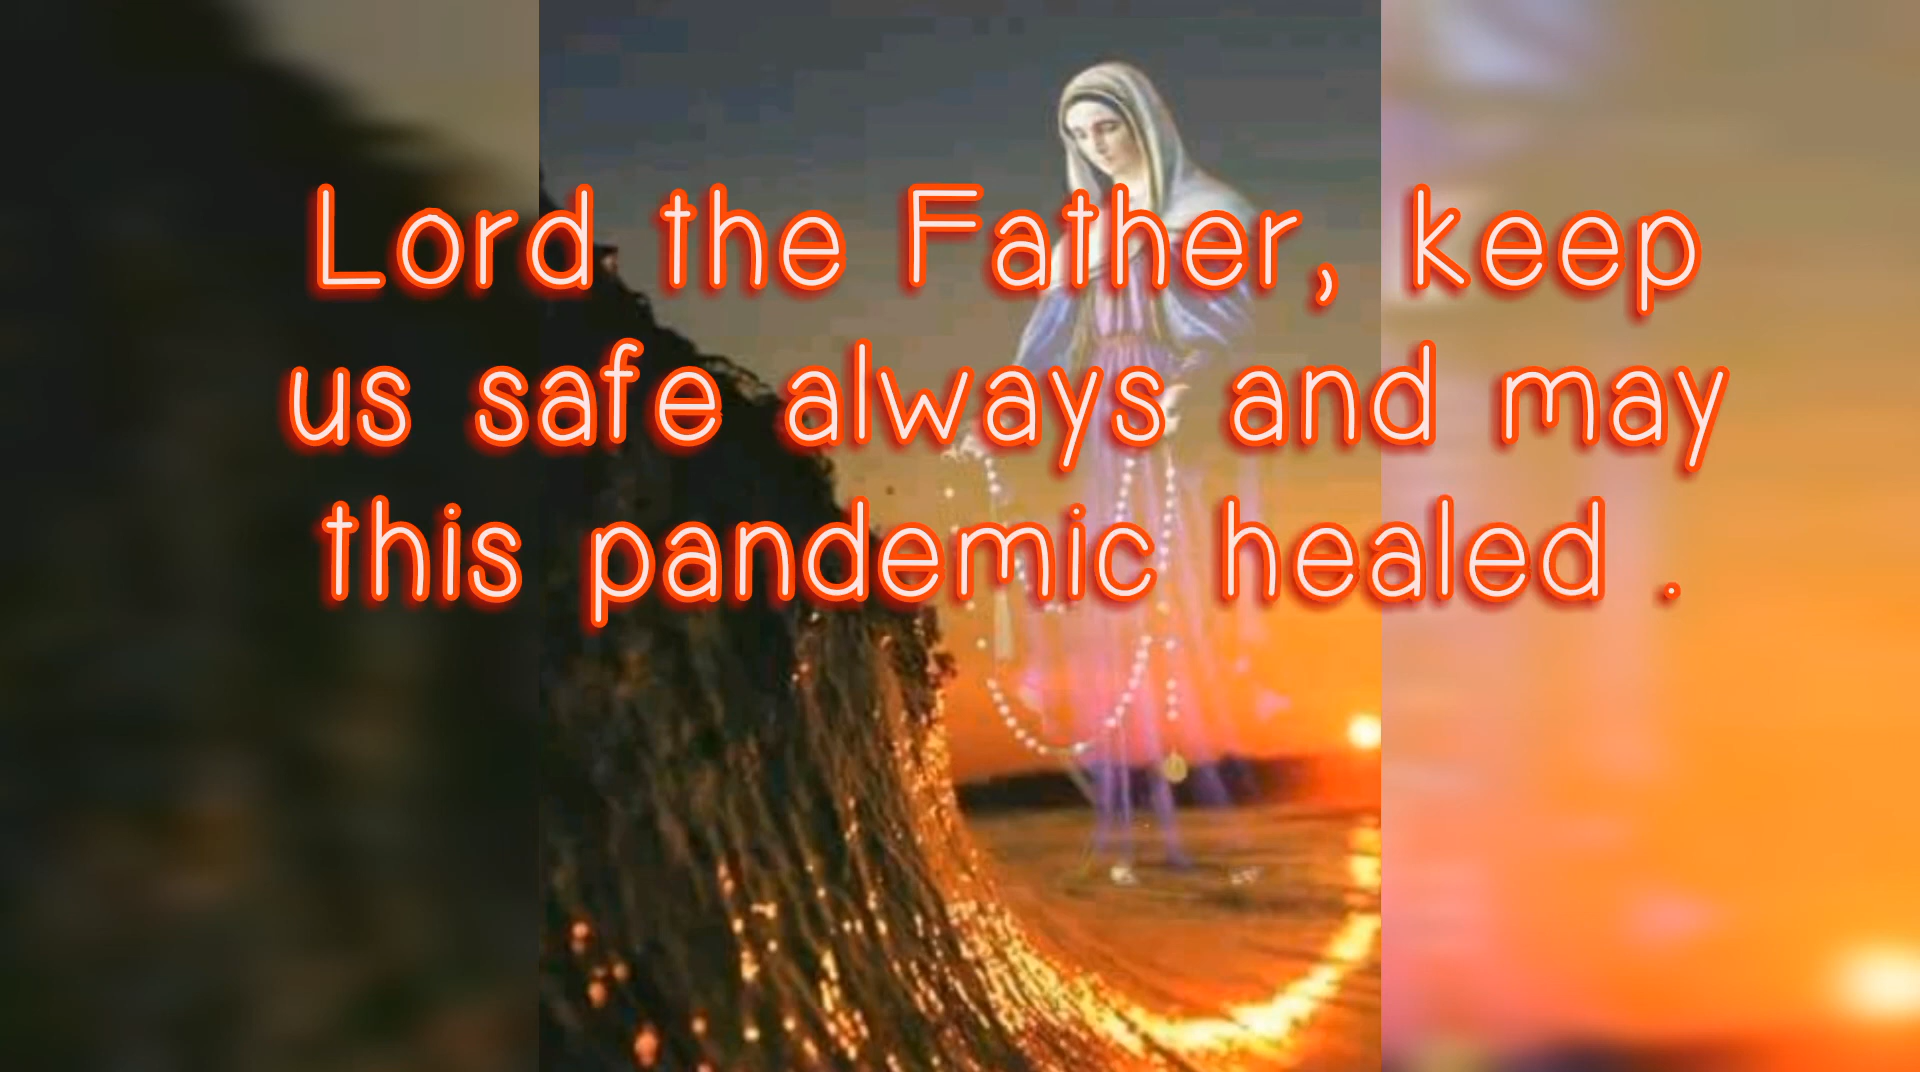 Lord the Father, keep
us safe always and may
this pandemic healed .